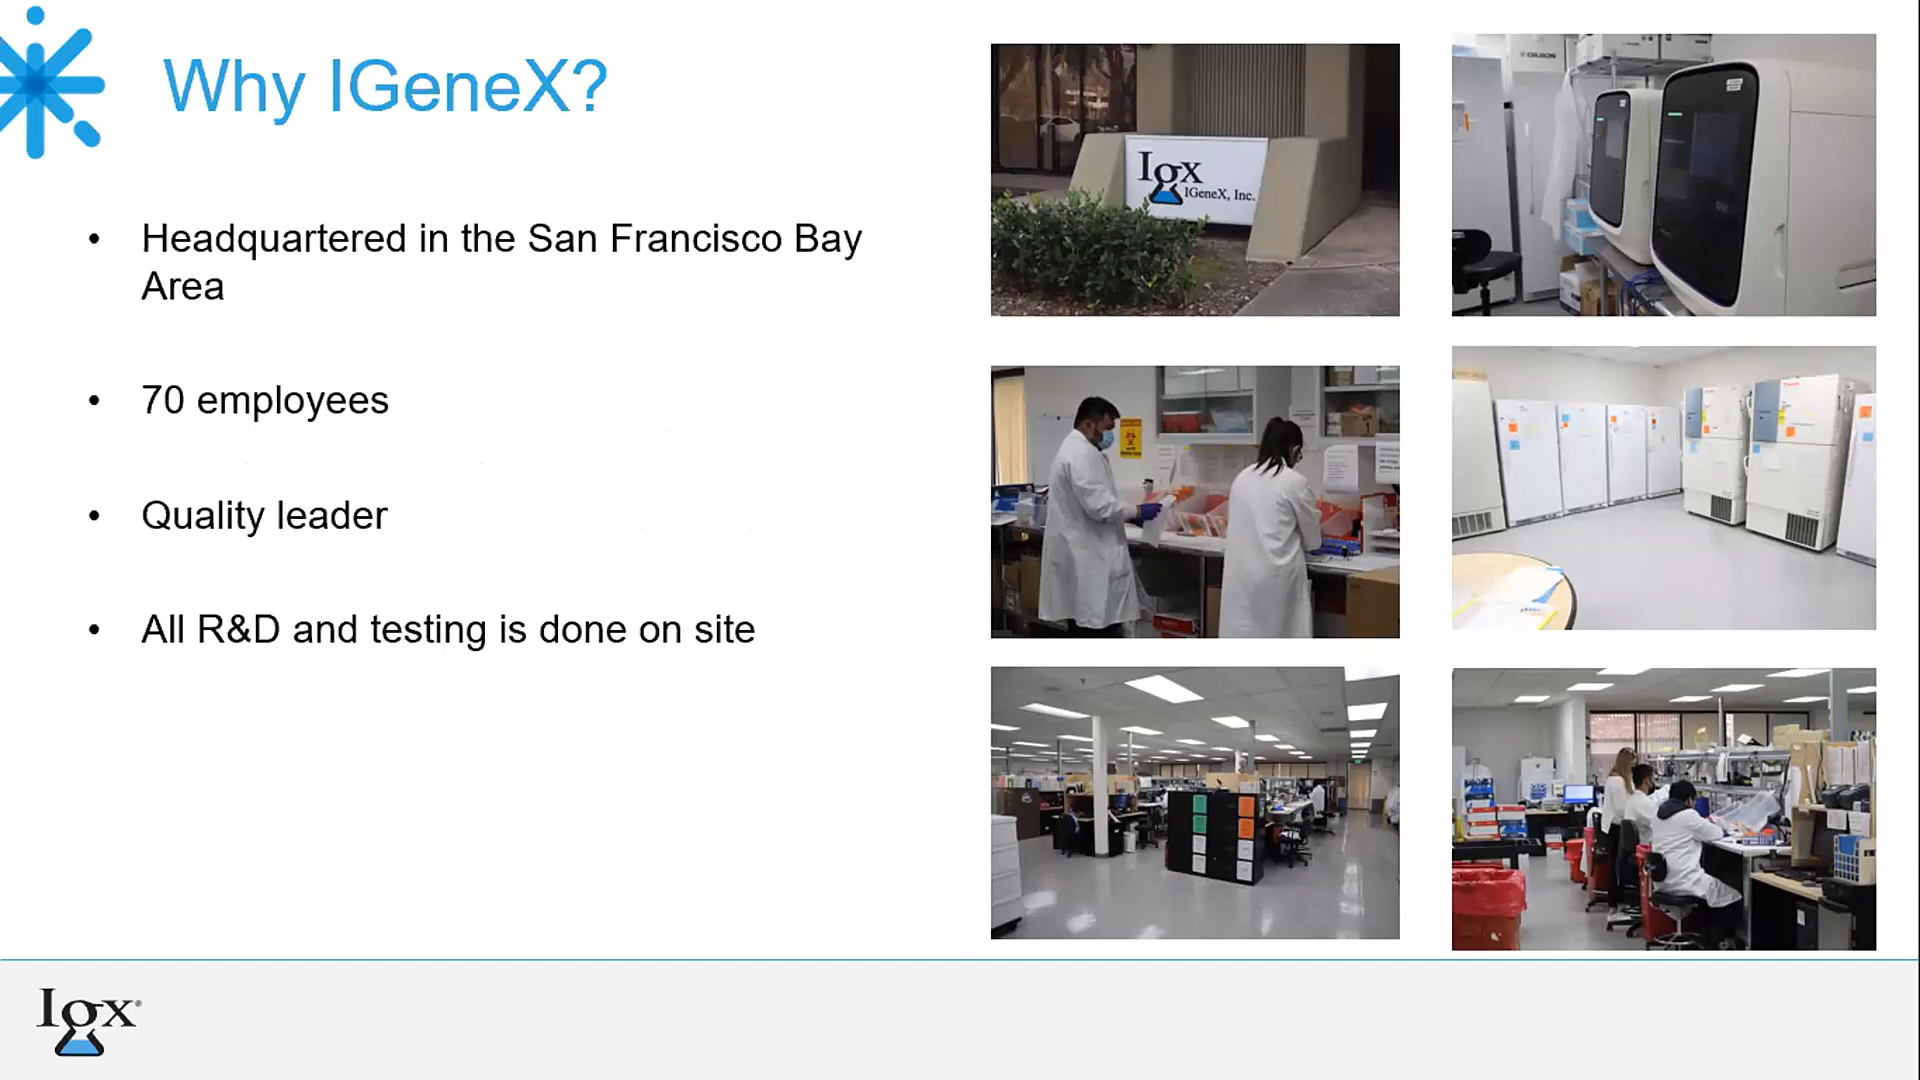 Why IGeneX?
• Headquartered in the San Francisco Bay
Area
• 70 employees
• Quality leader
• All R&D and testing is done on site
Igx
IGeneX, Inc.
GILSON
Igx®